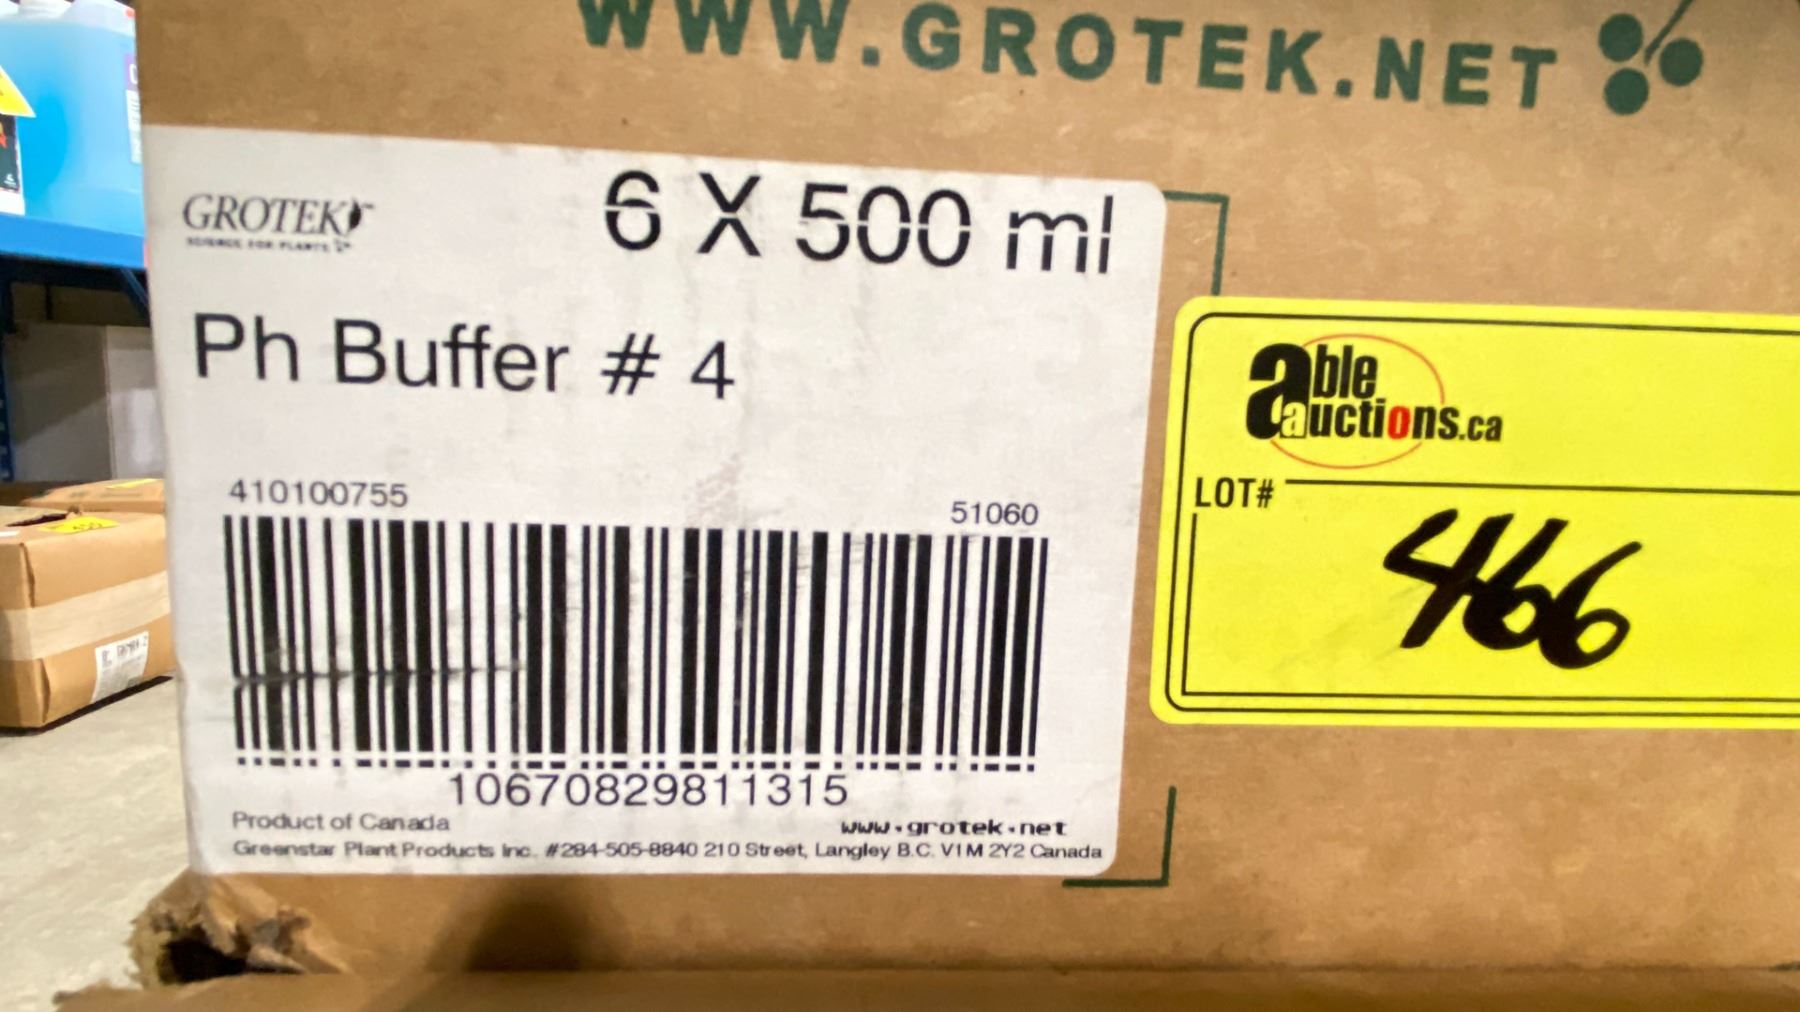 WWW.GROTEK.NET
GROTEK
SCIENCE FOR PLANTS
6 X 500 ml
Ph Buffer # 4
410100755
51060
10670829811315
Product of Canada
www.grotek.net
Greenstar Plant Products Inc. #284-505-8840 210 Street, Langley B.C. V1M 2Y2 Canada
able
auctions.ca
LOT#
466